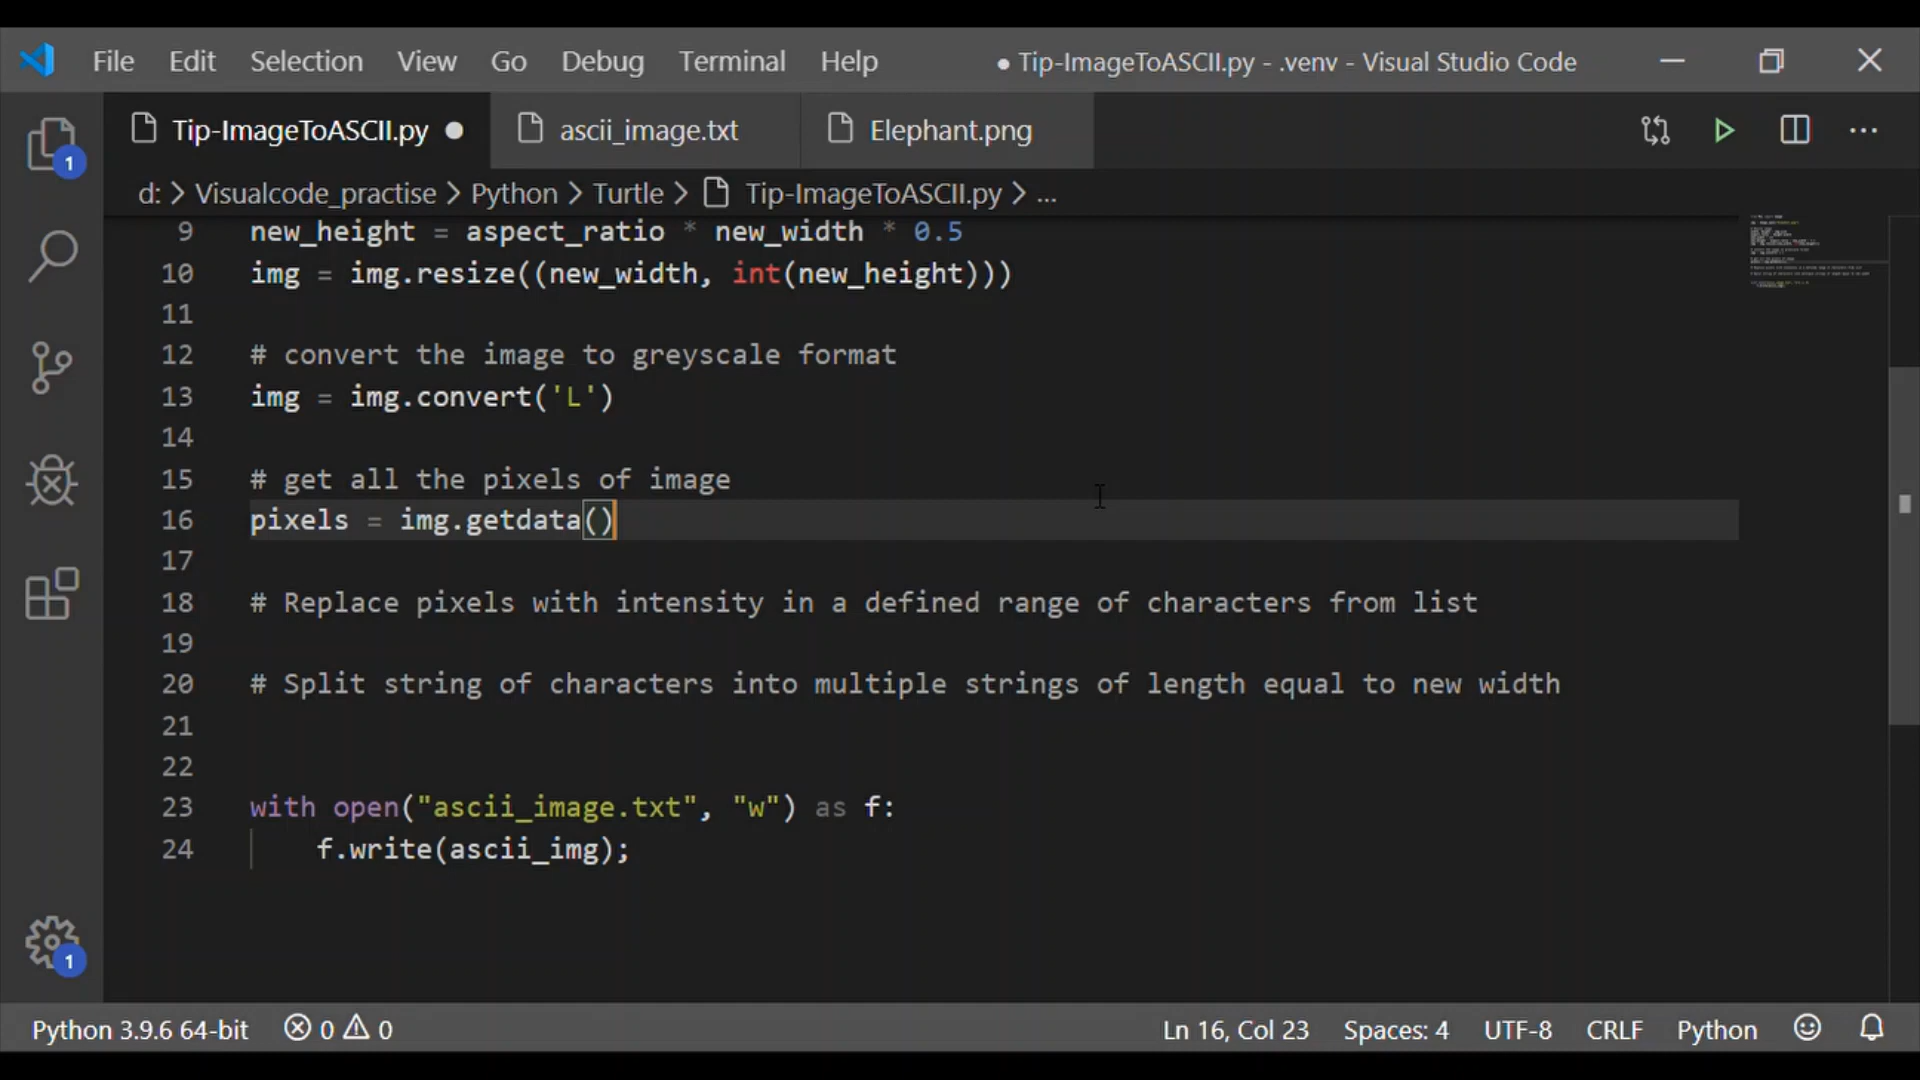 File Edit Selection View Go Debug Terminal Help ● Tip-ImageToASCII.py - .venv - Visual Studio Code
Tip-ImageToASCII.py ascii_image.txt Elephant.png
1
d: > Visualcode_practise > Python > Turtle > Tip-ImageToASCII.py > ...
9 new_height = aspect_ratio * new_width * 0.5
10 img = img.resize((new_width, int(new_height)))
11
12 # convert the image to greyscale format
13 img = img.convert('L')
14
15 # get all the pixels of image
16 pixels = img.getdata()
17
18 # Replace pixels with intensity in a defined range of characters from list
19
20 # Split string of characters into multiple strings of length equal to new width
21
22
23 with open("ascii_image.txt", "w") as f:
24 f.write(ascii_img);
1
Python 3.9.6 64-bit 0 0 Ln 16, Col 23 Spaces: 4 UTF-8 CRLF Python